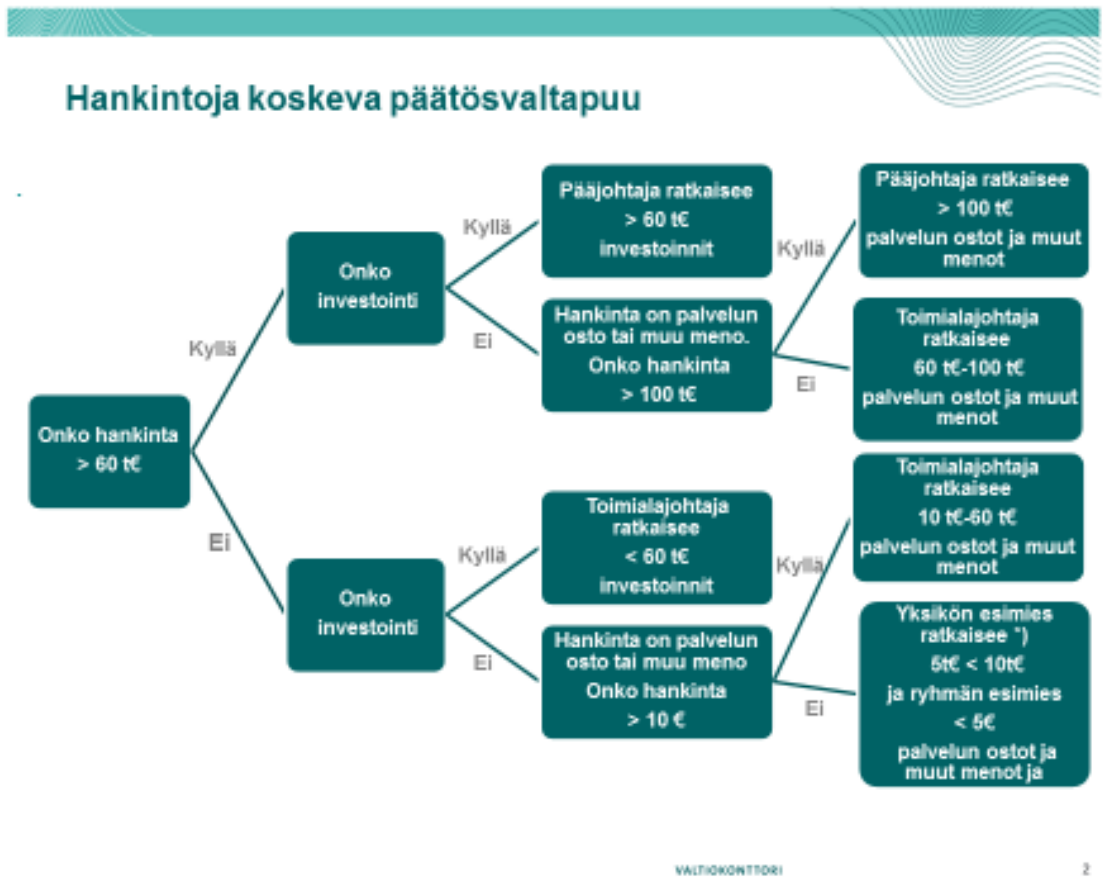 Hankintoja koskeva päätösvaltapuu
Onko hankinta
> 60 t€
Kyllä
Ei
Onko
investointi
Kyllä
Ei
Pääjohtaja ratkaisee
> 60 t€
investoinnit
Hankinta on palvelun
osto tai muu meno.
Onko hankinta
> 100 t€
Kyllä
Ei
Pääjohtaja ratkaisee
> 100 t€
palvelun ostot ja muut
menot
Toimialajohtaja
ratkaisee
60 t€-100 t€
palvelun ostot ja muut
menot
Onko
investointi
Kyllä
Ei
Toimialajohtaja
ratkaisee
< 60 t€
investoinnit
Hankinta on palvelun
osto tai muu meno
Onko hankinta
> 10 €
Kyllä
Ei
Toimialajohtaja
ratkaisee
10 t€-60 t€
palvelun ostot ja muut
menot
Yksikön esimies
ratkaisee *)
5t€ < 10t€
ja ryhmän esimies
< 5€
palvelun ostot ja
muut menot ja
VALTIOKONTTORI
2